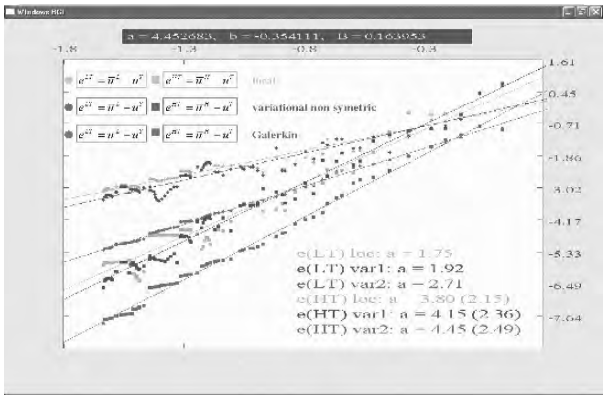 Windows BGI
a = 4.452683, b = -0.354111, B = 0.163953
-1.8 -1.3 -0.8 -0.3
1.61
0.45
-0.71
-1.86
-3.02
-4.17
-5.33
-6.49
-7.64
local
variational non symetric
Galerkin
e(LT) loc: a = 1.75
e(LT) var1: a = 1.92
e(LT) var2: a = 2.71
e(HT) loc: a = 3.80 (2.15)
e(HT) var1: a = 4.15 (2.36)
e(HT) var2: a = 4.45 (2.49)